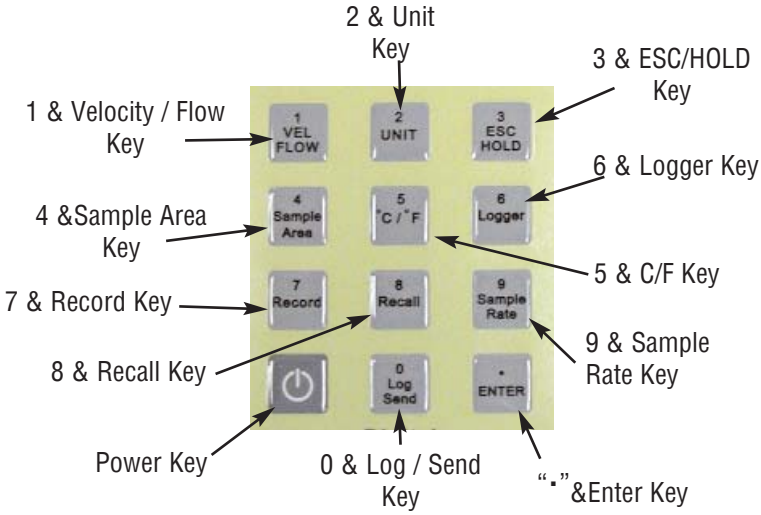 2 & Unit
Key
3 & ESC/HOLD
Key
1 & Velocity / Flow
Key
1
VEL
FLOW
2
UNIT
3
ESC
HOLD
6 & Logger Key
4 &Sample Area
Key
4
Sample
Area
5
°C / °F
6
Logger
5 & C/F Key
7 & Record Key
7
Record
8
Recall
9
Sample
Rate
9 & Sample
Rate Key
8 & Recall Key
0
Log
Send
•
ENTER
Power Key
0 & Log / Send
Key
“·”&Enter Key